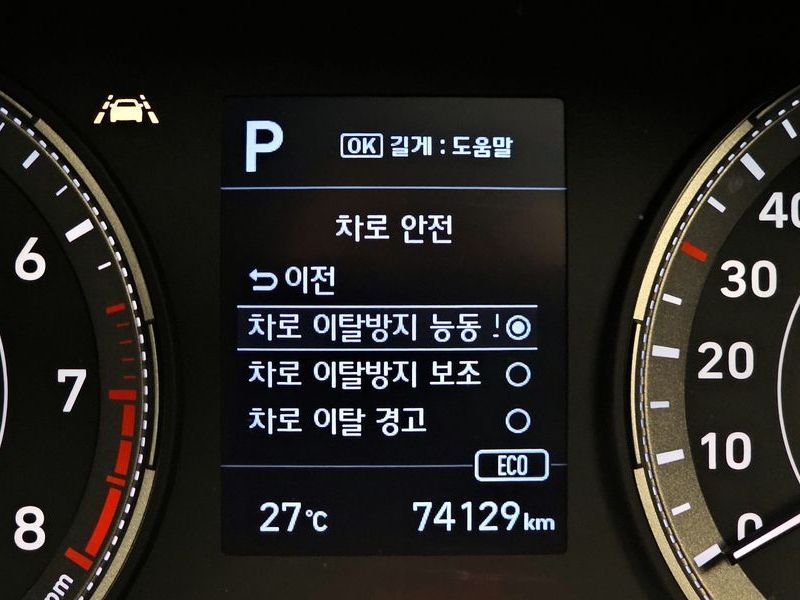 P
OK 길게 : 도움말
차로 안전
이전
차로 이탈방지 능동 !
차로 이탈방지 보조
차로 이탈 경고
ECO
27℃
74129km
6
7
8
40
30
20
10
0